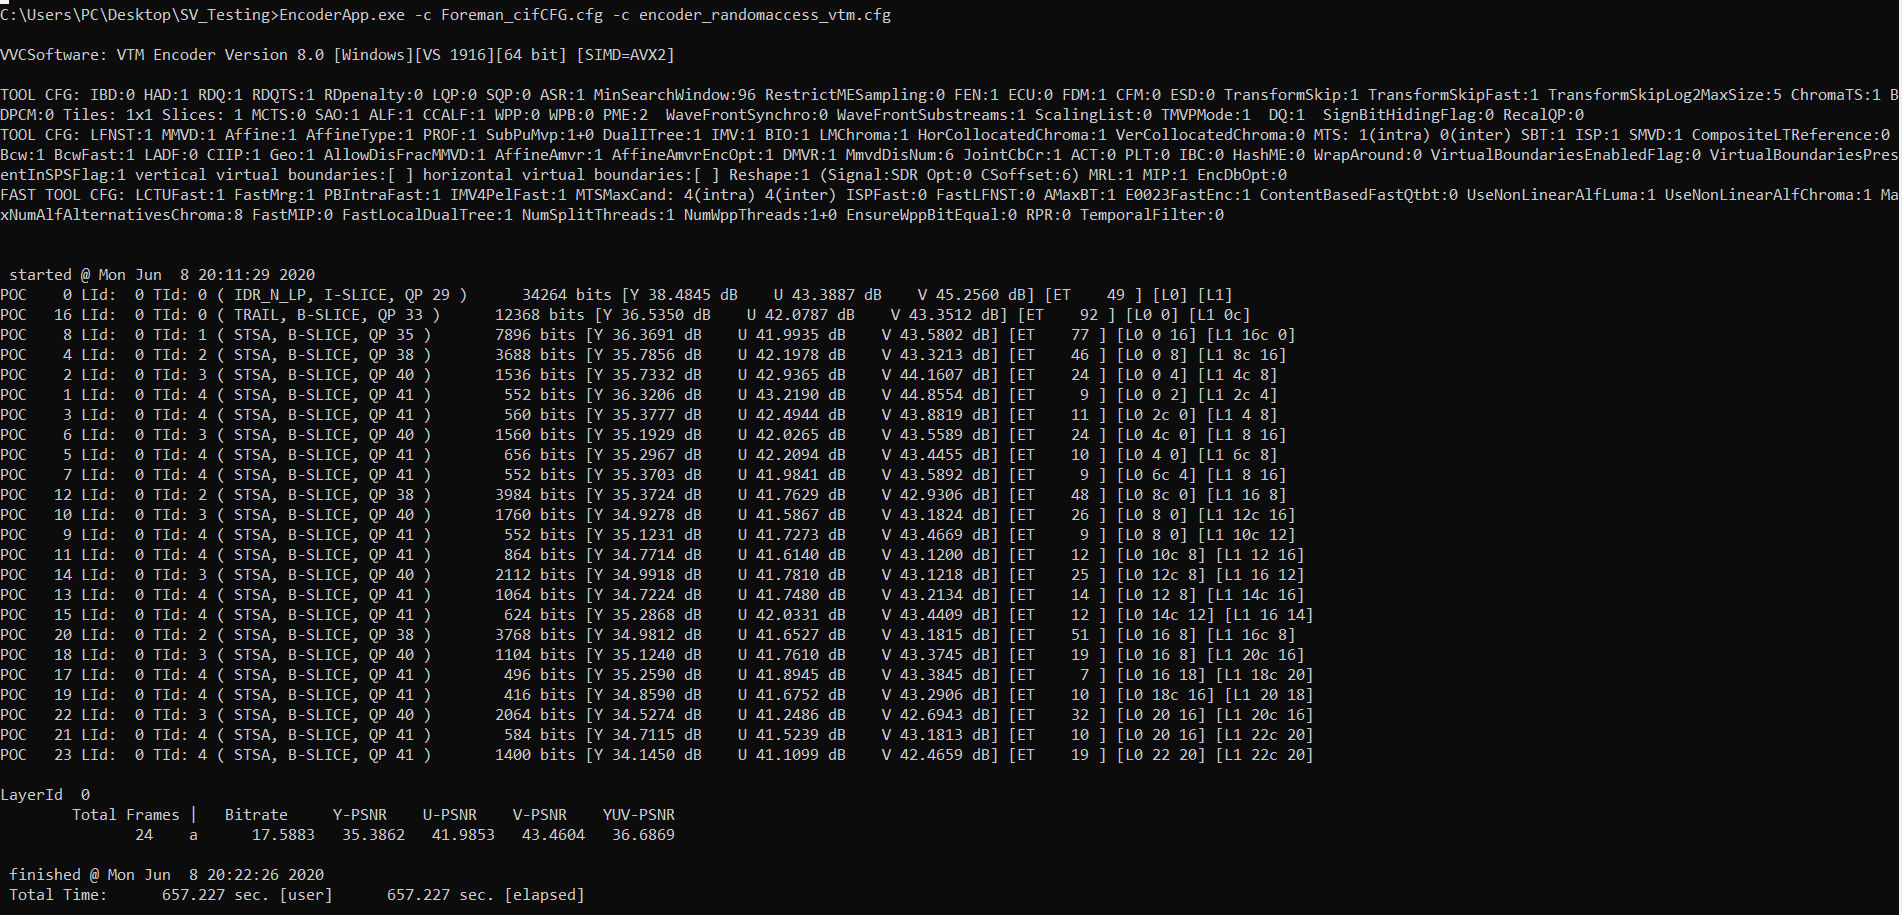 C:\Users\PC\Desktop\SV_Testing>EncoderApp.exe -c Foreman_cifCFG.cfg -c encoder_randomaccess_vtm.cfg
VVCSoftware: VTM Encoder Version 8.0 [Windows][VS 1916][64 bit] [SIMD=AVX2]
TOOL CFG: IBD:0 HAD:1 RDQ:1 RDQTS:1 RDpenalty:0 LQP:0 SQP:0 ASR:1 MinSearchWindow:96 RestrictMESampling:0 FEN:1 ECU:0 FDM:1 CFM:0 ESD:0 TransformSkip:1 TransformSkipFast:1 TransformSkipLog2MaxSize:5 ChromaTS:1 B
DPCM:0 Tiles: 1x1 Slices: 1 MCTS:0 SAO:1 ALF:1 CCALF:1 WPP:0 WPB:0 PME:2  WaveFrontSynchro:0 WaveFrontSubstreams:1 ScalingList:0 TMVPMode:1  DQ:1  SignBitHidingFlag:0 RecalQP:0
TOOL CFG: LFNST:1 MMVD:1 Affine:1 AffineType:1 PROF:1 SubPuMvp:1+0 DualITree:1 IMV:1 BIO:1 LMChroma:1 HorCollocatedChroma:1 VerCollocatedChroma:0 MTS: 1(intra) 0(inter) SBT:1 ISP:1 SMVD:1 CompositeLTReference:0
Bcw:1 BcwFast:1 LADF:0 CIIP:1 Geo:1 AllowDisFracMMVD:1 AffineAmvr:1 AffineAmvrEncOpt:1 DMVR:1 MmvdDisNum:6 JointCbCr:1 ACT:0 PLT:0 IBC:0 HashME:0 WrapAround:0 VirtualBoundariesEnabledFlag:0 VirtualBoundariesPres
entInSPSFlag:1 vertical virtual boundaries:[ ] horizontal virtual boundaries:[ ] Reshape:1 (Signal:SDR Opt:0 CSoffset:6) MRL:1 MIP:1 EncDbOpt:0
FAST TOOL CFG: LCTUFast:1 FastMrg:1 PBIntraFast:1 IMV4PelFast:1 MTSMaxCand: 4(intra) 4(inter) ISPFast:0 FastLFNST:0 AMaxBT:1 E0023FastEnc:1 ContentBasedFastQtbt:0 UseNonLinearAlfLuma:1 UseNonLinearAlfChroma:1 Ma
xNumAlfAlternativesChroma:8 FastMIP:0 FastLocalDualTree:1 NumSplitThreads:1 NumWppThreads:1+0 EnsureWppBitEqual:0 RPR:0 TemporalFilter:0
started @ Mon Jun  8 20:11:29 2020
POC    0 LId:  0 TId: 0 ( IDR_N_LP, I-SLICE, QP 29 )      34264 bits [Y 38.4845 dB    U 43.3887 dB    V 45.2560 dB] [ET    49 ] [L0] [L1]
POC   16 LId:  0 TId: 0 ( TRAIL, B-SLICE, QP 33 )      12368 bits [Y 36.5350 dB    U 42.0787 dB    V 43.3512 dB] [ET    92 ] [L0 0] [L1 0c]
POC    8 LId:  0 TId: 1 ( STSA, B-SLICE, QP 35 )       7896 bits [Y 36.3691 dB    U 41.9935 dB    V 43.5802 dB] [ET    77 ] [L0 0 16] [L1 16c 0]
POC    4 LId:  0 TId: 2 ( STSA, B-SLICE, QP 38 )       3688 bits [Y 35.7856 dB    U 42.1978 dB    V 43.3213 dB] [ET    46 ] [L0 0 8] [L1 8c 16]
POC    2 LId:  0 TId: 3 ( STSA, B-SLICE, QP 40 )       1536 bits [Y 35.7332 dB    U 42.9365 dB    V 44.1607 dB] [ET    24 ] [L0 0 4] [L1 4c 8]
POC    1 LId:  0 TId: 4 ( STSA, B-SLICE, QP 41 )        552 bits [Y 36.3206 dB    U 43.2190 dB    V 44.8554 dB] [ET     9 ] [L0 0 2] [L1 2c 4]
POC    3 LId:  0 TId: 4 ( STSA, B-SLICE, QP 41 )        560 bits [Y 35.3777 dB    U 42.4944 dB    V 43.8819 dB] [ET    11 ] [L0 2c 0] [L1 4 8]
POC    6 LId:  0 TId: 3 ( STSA, B-SLICE, QP 40 )       1560 bits [Y 35.1929 dB    U 42.0265 dB    V 43.5589 dB] [ET    24 ] [L0 4c 0] [L1 8 16]
POC    5 LId:  0 TId: 4 ( STSA, B-SLICE, QP 41 )        656 bits [Y 35.2967 dB    U 42.2094 dB    V 43.4455 dB] [ET    10 ] [L0 4 0] [L1 6c 8]
POC    7 LId:  0 TId: 4 ( STSA, B-SLICE, QP 41 )        552 bits [Y 35.3703 dB    U 41.9841 dB    V 43.5892 dB] [ET     9 ] [L0 6c 4] [L1 8 16]
POC   12 LId:  0 TId: 2 ( STSA, B-SLICE, QP 38 )       3984 bits [Y 35.3724 dB    U 41.7629 dB    V 42.9306 dB] [ET    48 ] [L0 8c 0] [L1 16 8]
POC   10 LId:  0 TId: 3 ( STSA, B-SLICE, QP 40 )       1760 bits [Y 34.9278 dB    U 41.5867 dB    V 43.1824 dB] [ET    26 ] [L0 8 0] [L1 12c 16]
POC    9 LId:  0 TId: 4 ( STSA, B-SLICE, QP 41 )        552 bits [Y 35.1231 dB    U 41.7273 dB    V 43.4669 dB] [ET     9 ] [L0 8 0] [L1 10c 12]
POC   11 LId:  0 TId: 4 ( STSA, B-SLICE, QP 41 )        864 bits [Y 34.7714 dB    U 41.6140 dB    V 43.1200 dB] [ET    12 ] [L0 10c 8] [L1 12 16]
POC   14 LId:  0 TId: 3 ( STSA, B-SLICE, QP 40 )       2112 bits [Y 34.9918 dB    U 41.7810 dB    V 43.1218 dB] [ET    25 ] [L0 12c 8] [L1 16 12]
POC   13 LId:  0 TId: 4 ( STSA, B-SLICE, QP 41 )       1064 bits [Y 34.7224 dB    U 41.7480 dB    V 43.2134 dB] [ET    14 ] [L0 12 8] [L1 14c 16]
POC   15 LId:  0 TId: 4 ( STSA, B-SLICE, QP 41 )        624 bits [Y 35.2868 dB    U 42.0331 dB    V 43.4409 dB] [ET    12 ] [L0 14c 12] [L1 16 14]
POC   20 LId:  0 TId: 2 ( STSA, B-SLICE, QP 38 )       3768 bits [Y 34.9812 dB    U 41.6527 dB    V 43.1815 dB] [ET    51 ] [L0 16 8] [L1 16c 8]
POC   18 LId:  0 TId: 3 ( STSA, B-SLICE, QP 40 )       1104 bits [Y 35.1240 dB    U 41.7610 dB    V 43.3745 dB] [ET    19 ] [L0 16 8] [L1 20c 16]
POC   17 LId:  0 TId: 4 ( STSA, B-SLICE, QP 41 )        496 bits [Y 35.2590 dB    U 41.8945 dB    V 43.3845 dB] [ET     7 ] [L0 16 18] [L1 18c 20]
POC   19 LId:  0 TId: 4 ( STSA, B-SLICE, QP 41 )        416 bits [Y 34.8590 dB    U 41.6752 dB    V 43.2906 dB] [ET    10 ] [L0 18c 16] [L1 20 18]
POC   22 LId:  0 TId: 3 ( STSA, B-SLICE, QP 40 )       2064 bits [Y 34.5274 dB    U 41.2486 dB    V 42.6943 dB] [ET    32 ] [L0 20 16] [L1 20c 16]
POC   21 LId:  0 TId: 4 ( STSA, B-SLICE, QP 41 )        584 bits [Y 34.7115 dB    U 41.5239 dB    V 43.1813 dB] [ET    10 ] [L0 20 16] [L1 22c 20]
POC   23 LId:  0 TId: 4 ( STSA, B-SLICE, QP 41 )       1400 bits [Y 34.1450 dB    U 41.1099 dB    V 42.4659 dB] [ET    19 ] [L0 22 20] [L1 22c 20]
LayerId  0
Total Frames |   Bitrate     Y-PSNR    U-PSNR    V-PSNR    YUV-PSNR
24    a      17.5883   35.3862   41.9853   43.4604   36.6869
finished @ Mon Jun  8 20:22:26 2020
Total Time:      657.227 sec. [user]      657.227 sec. [elapsed]